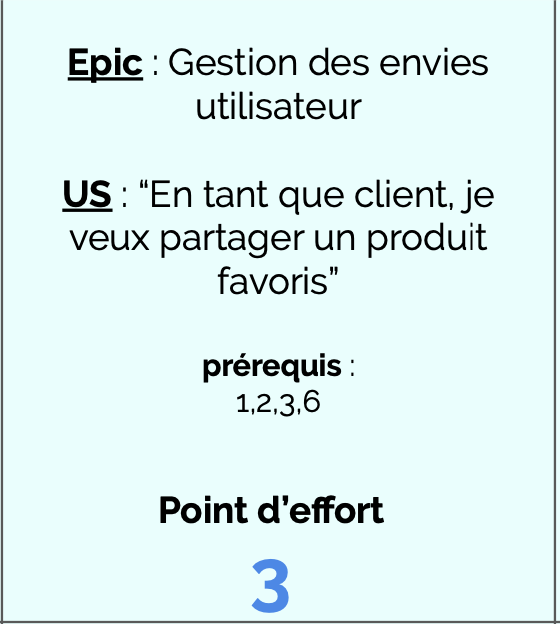 Epic : Gestion des envies
utilisateur
US : “En tant que client, je
veux partager un produit
favoris”
prérequis :
1,2,3,6
Point d’effort
3